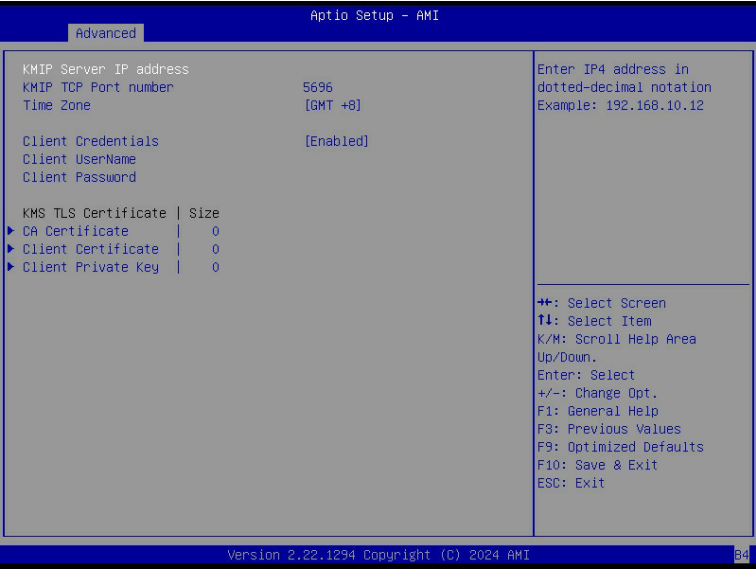 Aptio Setup – AMI
Advanced
KMIP Server IP address
KMIP TCP Port number 5696
Time Zone [GMT +8]
Client Credentials [Enabled]
Client UserName
Client Password
KMS TLS Certificate | Size
▶ CA Certificate | 0
▶ Client Certificate | 0
▶ Client Private Key | 0
Enter IP4 address in
dotted-decimal notation
Example: 192.168.10.12
→←: Select Screen
↑↓: Select Item
K/M: Scroll Help Area
Up/Down.
Enter: Select
+/-: Change Opt.
F1: General Help
F3: Previous Values
F9: Optimized Defaults
F10: Save & Exit
ESC: Exit
Version 2.22.1294 Copyright (C) 2024 AMI
B4